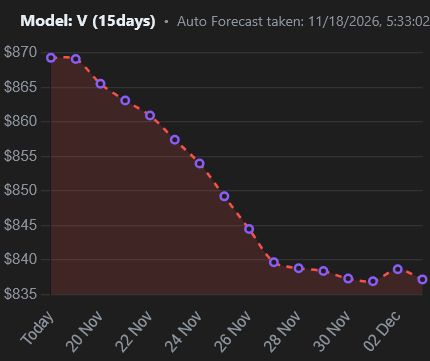 Model: V (15days) • Auto Forecast taken: 11/18/2026, 5:33:02
$870
$865
$860
$855
$850
$845
$840
$835
Today
20 Nov
22 Nov
24 Nov
26 Nov
28 Nov
30 Nov
02 Dec